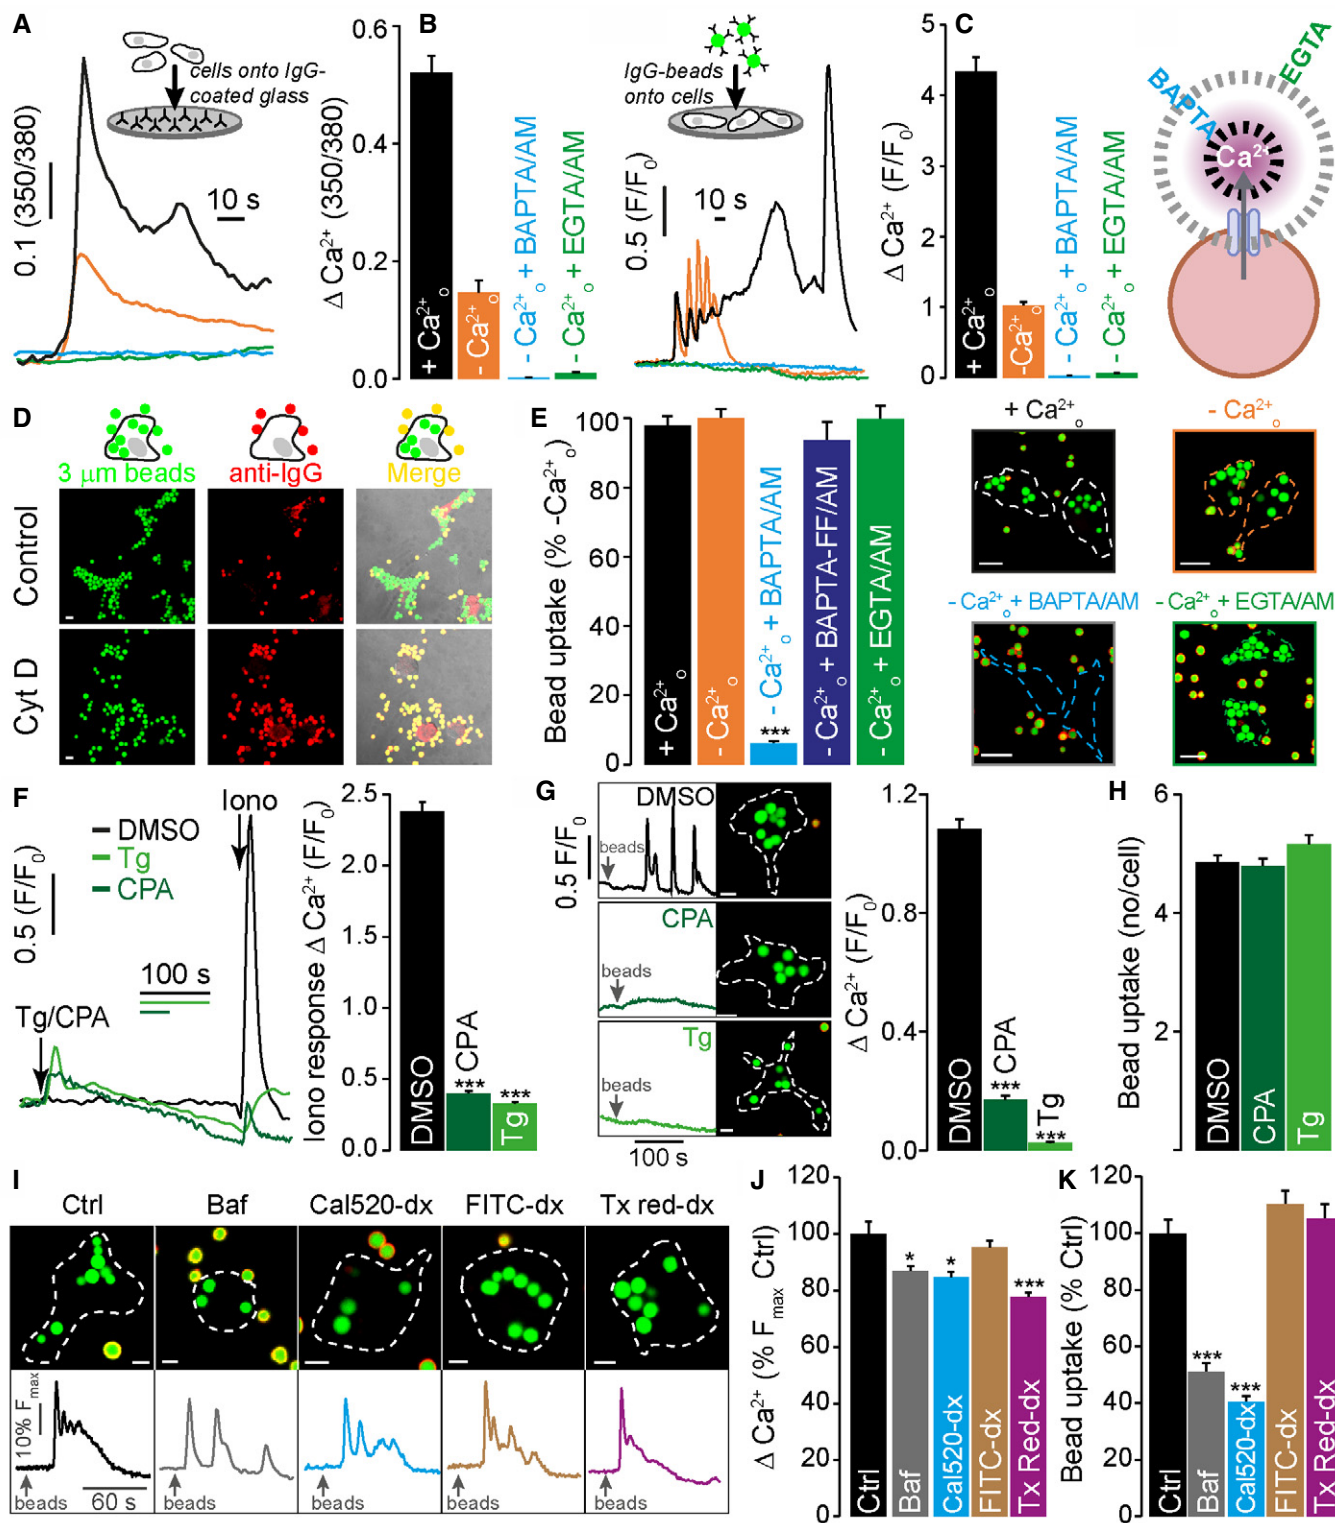 A
cells onto IgG-
coated glass
0.1 (350/380)
10 s
B
Δ Ca²⁺ (350/380)
0.6
0.4
0.2
0.0
+ Ca²⁺ₒ
- Ca²⁺ₒ
- Ca²⁺ₒ + BAPTA/AM
- Ca²⁺ₒ + EGTA/AM
IgG-beads
onto cells
0.5 (F/F₀)
10 s
C
Δ Ca²⁺ (F/F₀)
5
4
3
2
1
0
+ Ca²⁺ₒ
-Ca²⁺ₒ
- Ca²⁺ₒ + BAPTA/AM
- Ca²⁺ₒ + EGTA/AM
EGTA
BAPTA
Ca²⁺
D
3 μm beads
anti-IgG
Merge
Control
Cyt D
E
Bead uptake (% -Ca²⁺ₒ)
100
80
60
40
20
0
+ Ca²⁺ₒ
- Ca²⁺ₒ
- Ca²⁺ₒ + BAPTA/AM
***
- Ca²⁺ₒ + BAPTA-FF/AM
- Ca²⁺ₒ + EGTA/AM
+ Ca²⁺ₒ
- Ca²⁺ₒ
- Ca²⁺ₒ + BAPTA/AM
- Ca²⁺ₒ + EGTA/AM
F
Iono
DMSO
Tg
CPA
0.5 (F/F₀)
100 s
Tg/CPA
Iono response Δ Ca²⁺ (F/F₀)
2.5
2.0
1.5
1.0
0.5
0.0
DMSO
CPA
***
Tg
***
G
0.5 F/F₀
DMSO
beads
CPA
beads
Tg
beads
100 s
Δ Ca²⁺ (F/F₀)
1.2
0.8
0.4
0.0
DMSO
CPA
***
Tg
***
H
Bead uptake (no/cell)
6
4
2
DMSO
CPA
Tg
I
Ctrl
Baf
Cal520-dx
FITC-dx
Tx red-dx
10% Fmax
beads
60 s
beads
beads
beads
beads
J
Δ Ca²⁺ (% Fmax Ctrl)
120
100
80
60
40
20
0
Ctrl
Baf
*
Cal520-dx
*
FITC-dx
Tx Red-dx
***
K
Bead uptake (% Ctrl)
120
100
80
60
40
20
0
Ctrl
Baf
***
Cal520-dx
***
FITC-dx
Tx Red-dx